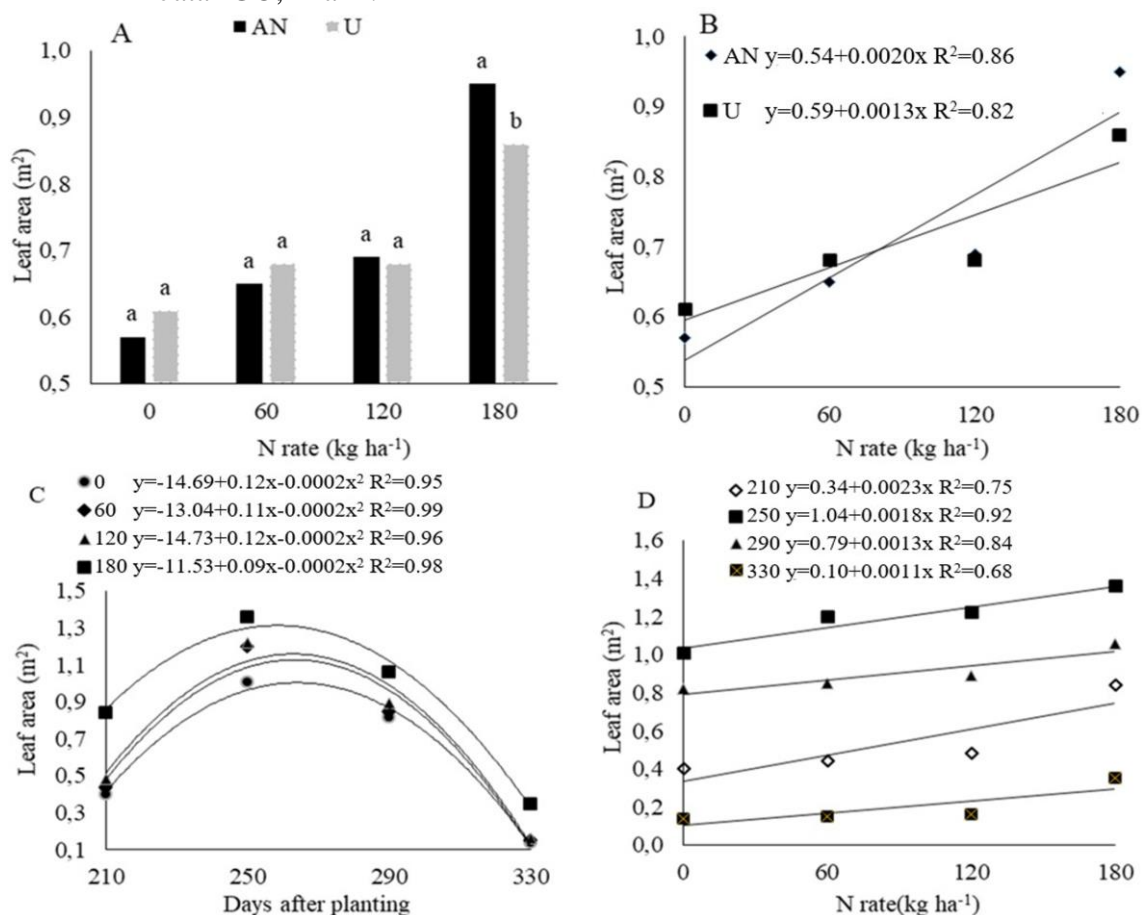 A
AN U
1,0
0,9
0,8
0,7
0,6
0,5
Leaf area (m²)
a a
a a
a a
a b
0 60 120 180
N rate (kg ha⁻¹)
B
AN y=0.54+0.0020x R²=0.86
U y=0.59+0.0013x R²=0.82
1,0
0,9
0,8
0,7
0,6
0,5
Leaf area (m²)
0 60 120 180
N rate (kg ha⁻¹)
C
0 y=-14.69+0.12x-0.0002x² R²=0.95
60 y=-13.04+0.11x-0.0002x² R²=0.99
120 y=-14.73+0.12x-0.0002x² R²=0.96
180 y=-11.53+0.09x-0.0002x² R²=0.98
1,5
1,3
1,1
0,9
0,7
0,5
0,3
0,1
Leaf area (m²)
210 250 290 330
Days after planting
D
210 y=0.34+0.0023x R²=0.75
250 y=1.04+0.0018x R²=0.92
290 y=0.79+0.0013x R²=0.84
330 y=0.10+0.0011x R²=0.68
1,6
1,4
1,2
1,0
0,8
0,6
0,4
0,2
0,0
Leaf area (m²)
0 60 120 180
N rate(kg ha⁻¹)